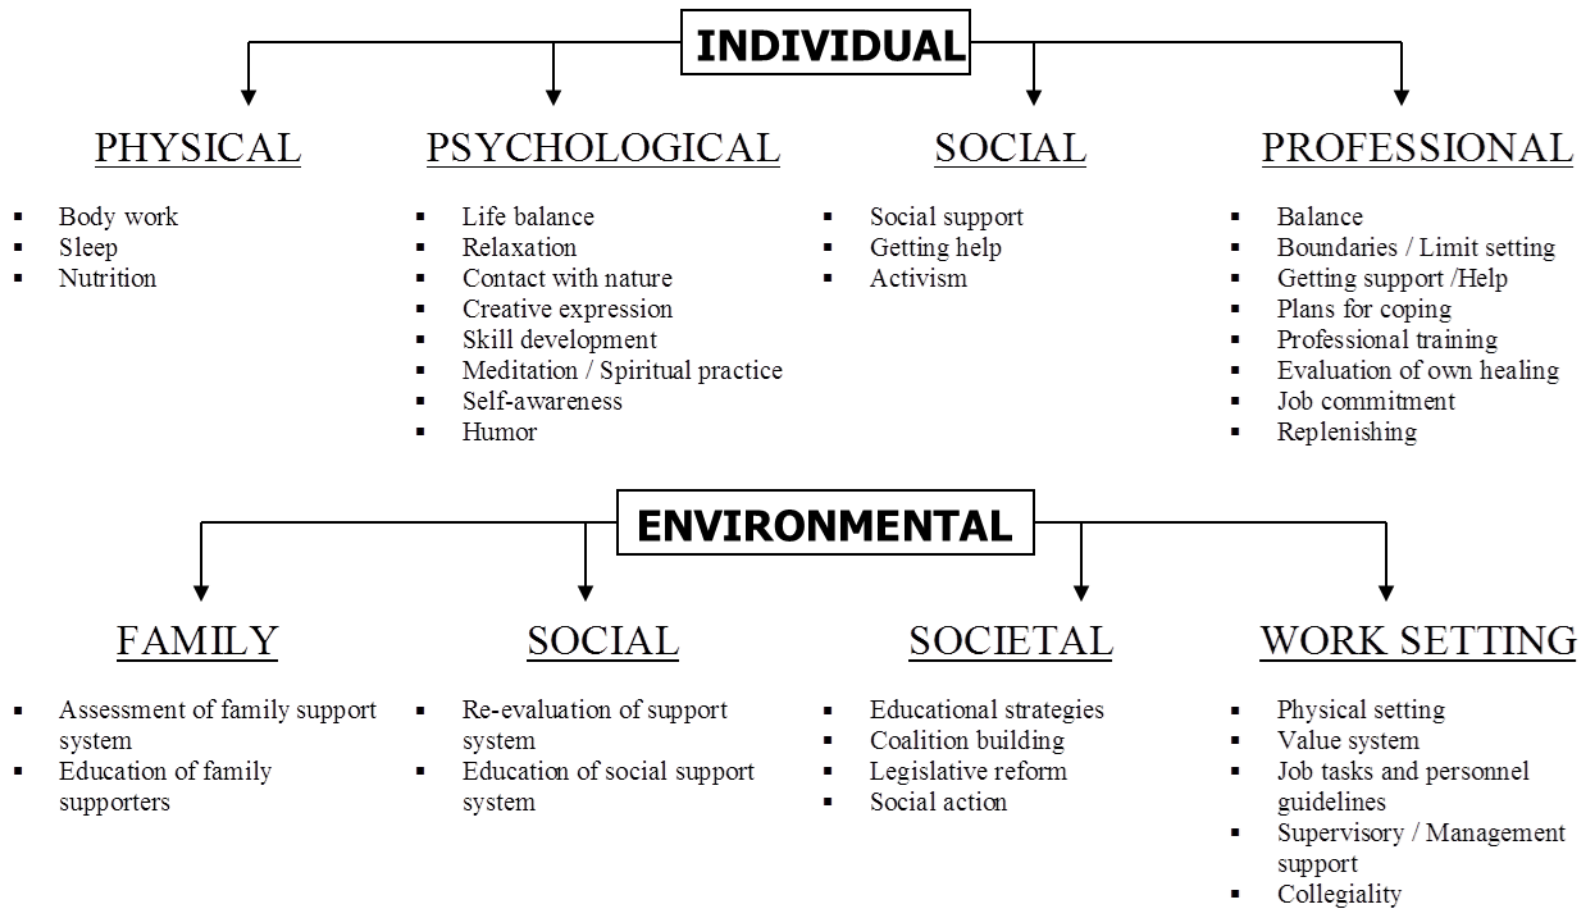 INDIVIDUAL
PHYSICAL
▪ Body work
▪ Sleep
▪ Nutrition
PSYCHOLOGICAL
▪ Life balance
▪ Relaxation
▪ Contact with nature
▪ Creative expression
▪ Skill development
▪ Meditation / Spiritual practice
▪ Self-awareness
▪ Humor
SOCIAL
▪ Social support
▪ Getting help
▪ Activism
PROFESSIONAL
▪ Balance
▪ Boundaries / Limit setting
▪ Getting support /Help
▪ Plans for coping
▪ Professional training
▪ Evaluation of own healing
▪ Job commitment
▪ Replenishing
ENVIRONMENTAL
FAMILY
▪ Assessment of family support
system
▪ Education of family
supporters
SOCIAL
▪ Re-evaluation of support
system
▪ Education of social support
system
SOCIETAL
▪ Educational strategies
▪ Coalition building
▪ Legislative reform
▪ Social action
WORK SETTING
▪ Physical setting
▪ Value system
▪ Job tasks and personnel
guidelines
▪ Supervisory / Management
support
▪ Collegiality